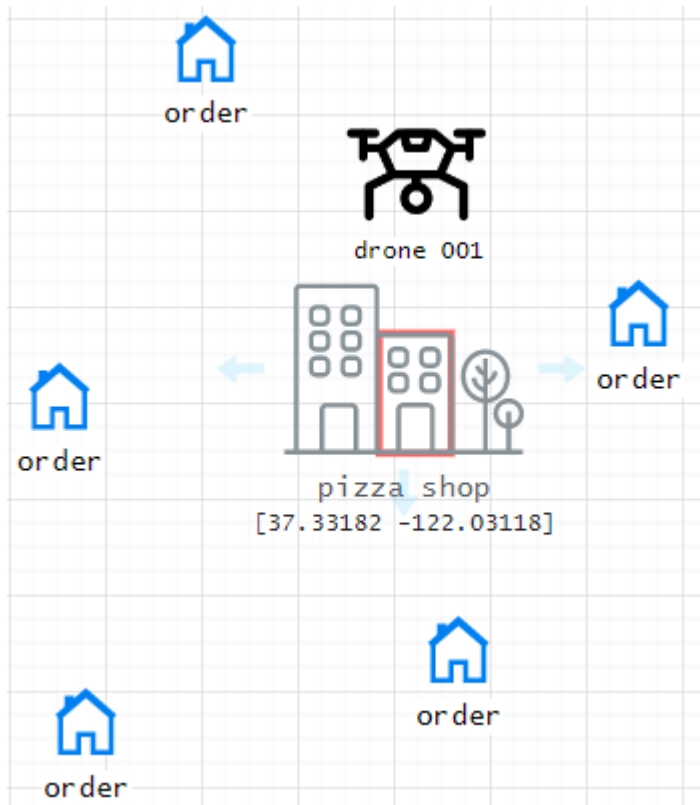 order
drone 001
order
order
pizza shop
[37.33182 -122.03118]
order
order